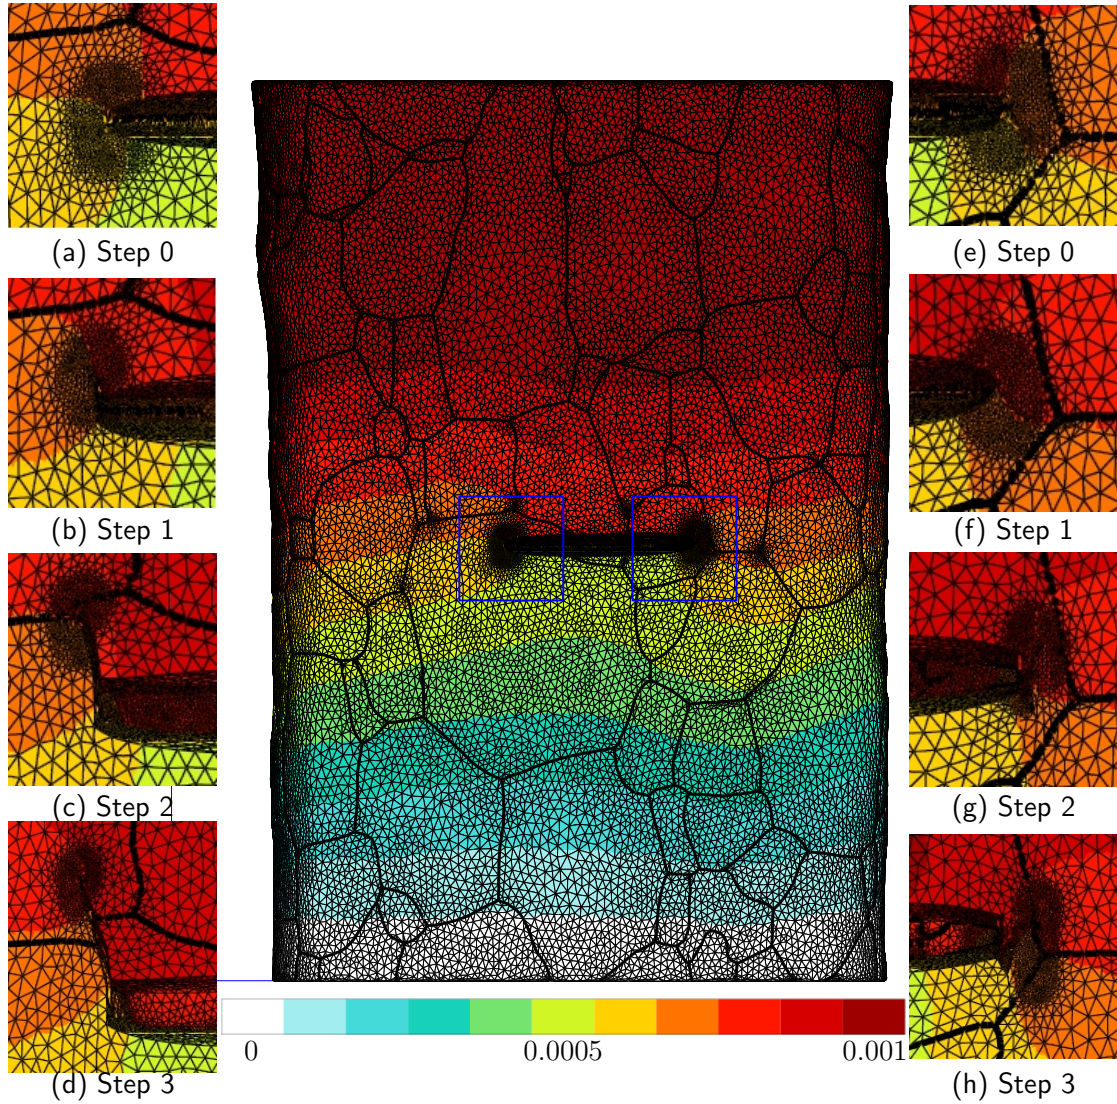 (a) Step 0
(b) Step 1
(c) Step 2
(d) Step 3
(e) Step 0
(f) Step 1
(g) Step 2
(h) Step 3
0 0.0005 0.001